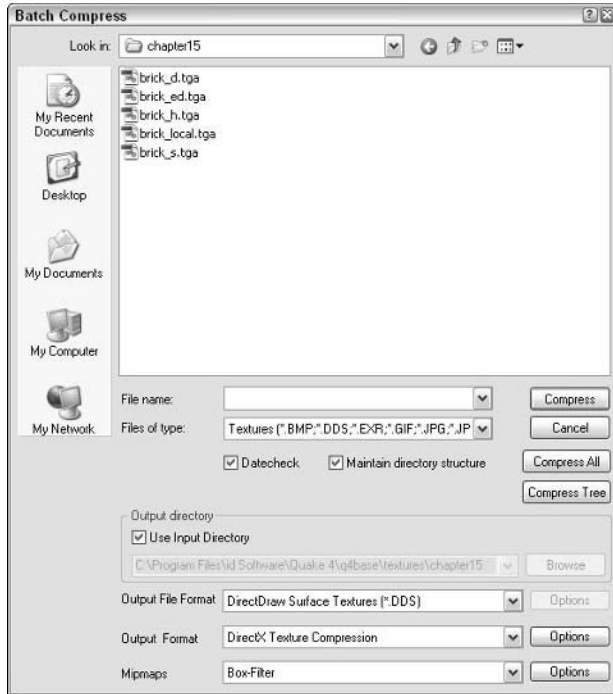 Batch Compress
Look in: chapter15
brick_d.tga
brick_ed.tga
brick_h.tga
brick_local.tga
brick_s.tga
My Recent Documents
Desktop
My Documents
My Computer
My Network
File name: Compress
Files of type: Textures (*.BMP;*.DDS;*.EXR;*.GIF;*.JPG;*.JP Cancel
Datecheck Maintain directory structure Compress All
Compress Tree
Output directory
Use Input Directory
C:\Program Files\id Software\Quake 4\q4base\textures\chapter15 Browse
Output File Format DirectDraw Surface Textures (*.DDS) Options
Output Format DirectX Texture Compression Options
Mipmaps Box-Filter Options